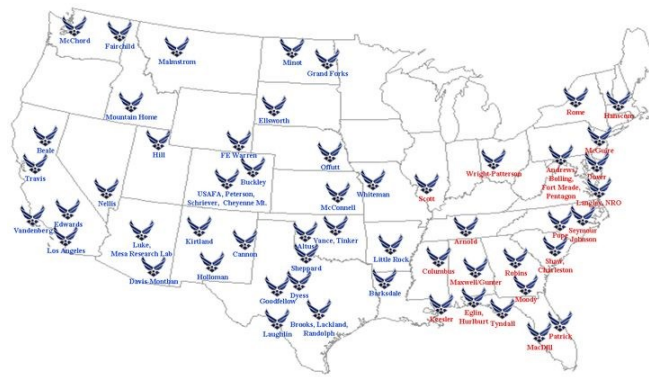 McChord
Fairchild
Malmstrom
Minot
Grand Forks
Mountain Home
Ellsworth
Rome
Hanscom
Beale
Hill
FE Warren
Offutt
Wright-Patterson
McGuire
Travis
Buckley
USAFA, Peterson,
Schriever, Cheyenne Mt.
Whiteman
Scott
Andrews,
Bolling,
Fort Meade,
Pentagon
Dover
Langley, NRO
Nellis
McConnell
Vandenberg
Edwards
Los Angeles
Luke,
Mesa Research Lab
Kirtland
Cannon
Altus
Vance, Tinker
Little Rock
Arnold
Pope
Seymour
Johnson
Davis-Monthan
Holloman
Sheppard
Columbus
Maxwell/Gunter
Robins
Shaw,
Charleston
Goodfellow
Dyess
Barksdale
Moody
Laughlin
Brooks, Lackland,
Randolph
Keesler
Eglin,
Hurlburt
Tyndall
Patrick
MacDill